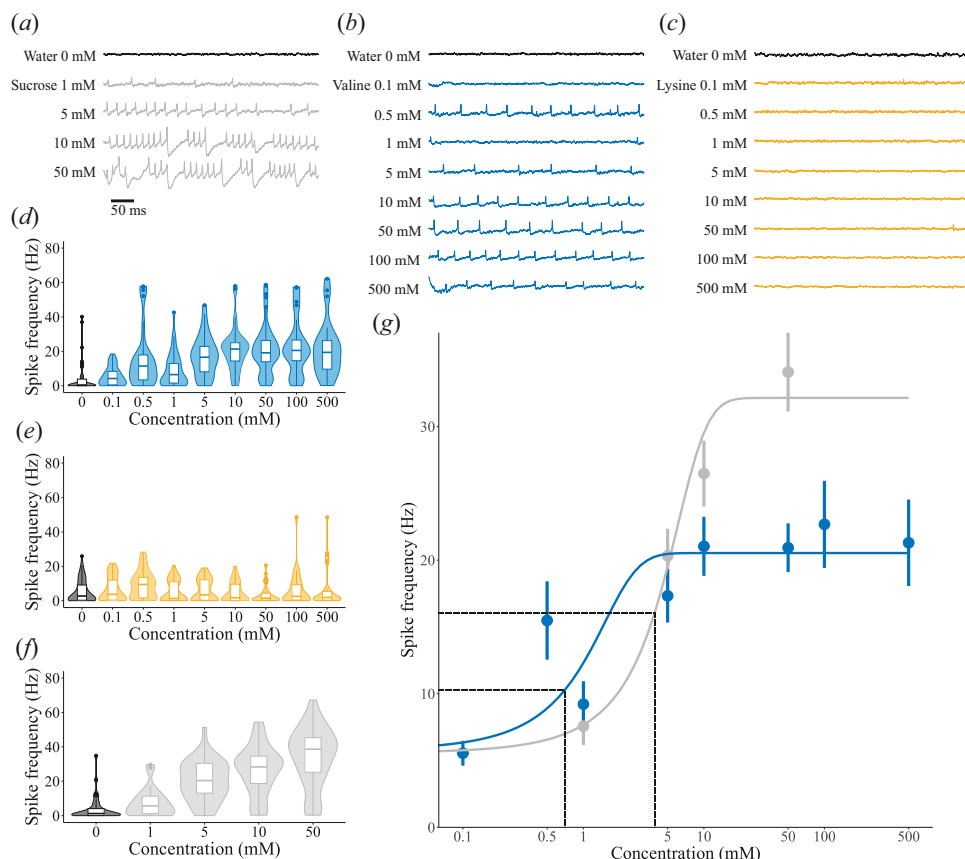 (a)
Water 0 mM
Sucrose 1 mM
5 mM
10 mM
50 mM
50 ms
(b)
Water 0 mM
Valine 0.1 mM
0.5 mM
1 mM
5 mM
10 mM
50 mM
100 mM
500 mM
(c)
Water 0 mM
Lysine 0.1 mM
0.5 mM
1 mM
5 mM
10 mM
50 mM
100 mM
500 mM
(d)
Spike frequency (Hz)
80
60
40
20
0
0 0.1 0.5 1 5 10 50 100 500
Concentration (mM)
(e)
Spike frequency (Hz)
80
60
40
20
0
0 0.1 0.5 1 5 10 50 100 500
Concentration (mM)
(f)
Spike frequency (Hz)
80
60
40
20
0
0 1 5 10 50
Concentration (mM)
(g)
Spike frequency (Hz)
30
20
10
0
0.1 0.5 1 5 10 50 100 500
Concentration (mM)